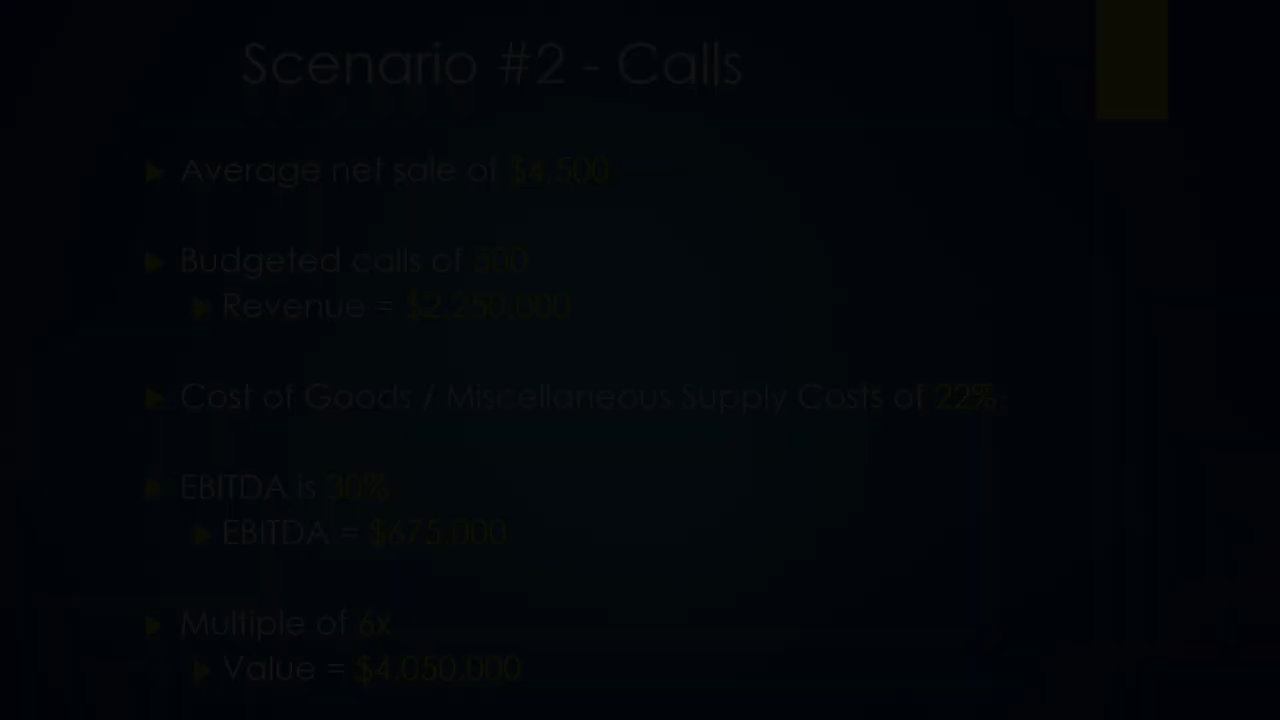 Scenario #2 - Calls
Average net sale of $4,500
Budgeted calls of 500
Revenue = $2,250,000
Cost of Goods / Miscellaneous Supply Costs of 22%
EBITDA is 30%
EBITDA = $675,000
Multiple of 6x
Value = $4,050,000